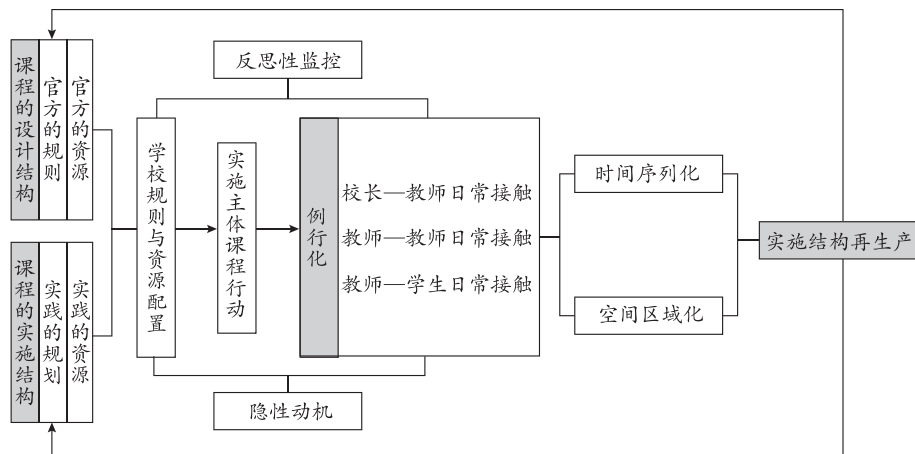 反思性监控
课程的设计结构
官方的规则
官方的资源
课程的实施结构
实践的规划
实践的资源
学校规则与资源配置
实施主体课程行动
例行化
校长—教师日常接触
教师—教师日常接触
教师—学生日常接触
时间序列化
空间区域化
实施结构再生产
隐性动机